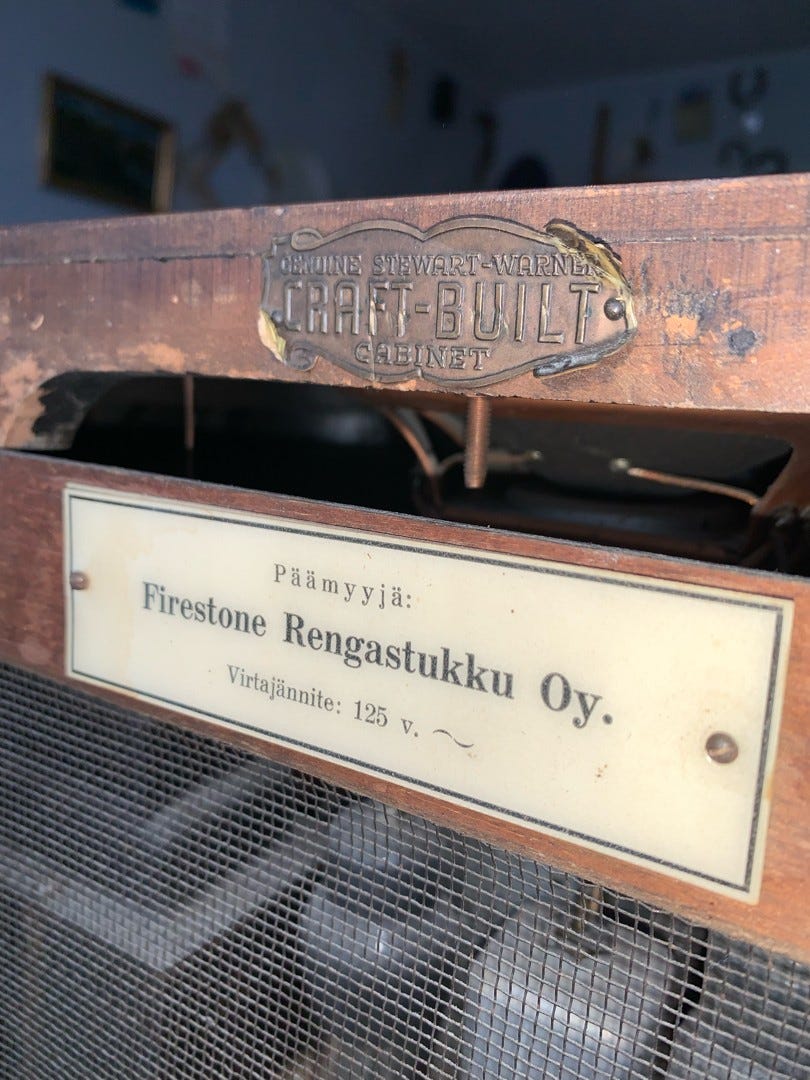 GENUINE STEWART-WARNER
CRAFT-BUILT
CABINET
Päämyyjä:
Firestone Rengastukku Oy.
Virtajännite: 125 v. ~